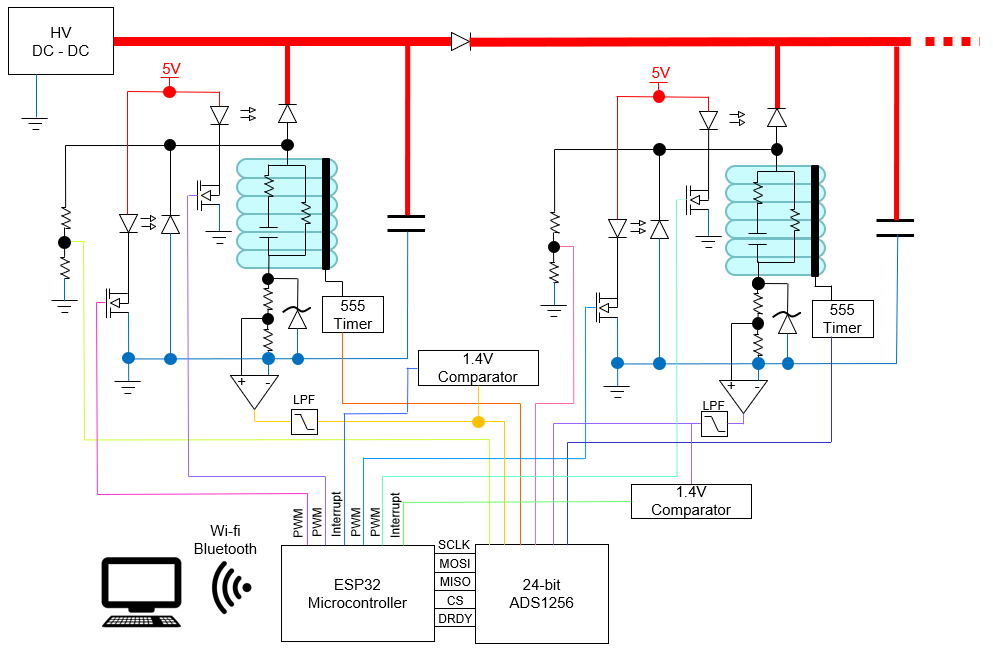 HV
DC - DC
5V
5V
555
Timer
555
Timer
1.4V
Comparator
LPF
LPF
1.4V
Comparator
+
-
+
-
PWM
PWM
Interrupt
PWM
PWM
Interrupt
Wi-fi
Bluetooth
ESP32
Microcontroller
SCLK
MOSI
MISO
CS
DRDY
24-bit
ADS1256